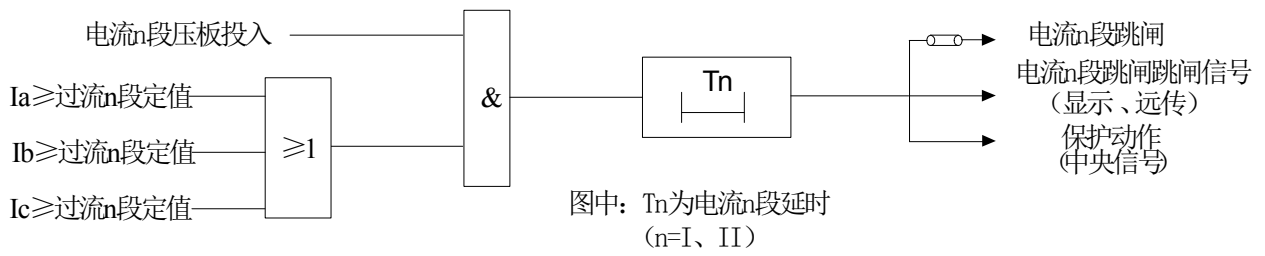 电流n段压板投入
Ia≥过流n段定值
Ib≥过流n段定值
Ic≥过流n段定值
≥1
&
Tn
电流n段跳闸
电流n段跳闸跳闸信号
（显示、远传）
保护动作
(中央信号)
图中：Tn为电流n段延时
（n=I、II）